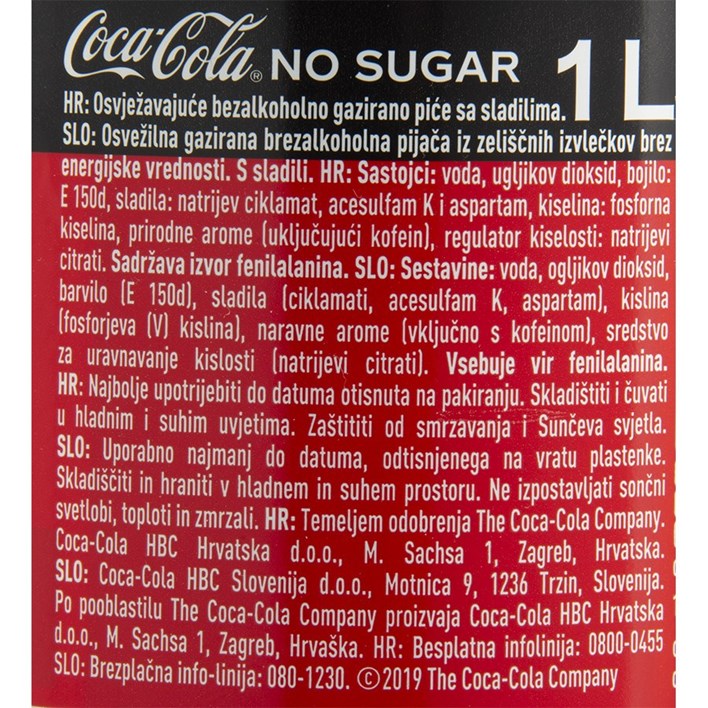 Coca-Cola® NO SUGAR 1 L
HR: Osvježavajuće bezalkoholno gazirano piće sa sladilima.
SLO: Osvežilna gazirana brezalkoholna pijača iz zeliščnih izvlečkov brez
energijske vrednosti. S sladili. HR: Sastojci: voda, ugljikov dioksid, bojilo:
E 150d, sladila: natrijev ciklamat, acesulfam K i aspartam, kiselina: fosforna
kiselina, prirodne arome (uključujući kofein), regulator kiselosti: natrijevi
citrati. Sadržava izvor fenilalanina. SLO: Sestavine: voda, ogljikov dioksid,
barvilo (E 150d), sladila (ciklamati, acesulfam K, aspartam), kislina
(fosforjeva (V) kislina), naravne arome (vključno s kofeinom), sredstvo
za uravnavanje kislosti (natrijevi citrati). Vsebuje vir fenilalanina.
HR: Najbolje upotrijebiti do datuma otisnuta na pakiranju. Skladištiti i čuvati
u hladnim i suhim uvjetima. Zaštititi od smrzavanja i Sunčeva svjetla.
SLO: Uporabno najmanj do datuma, odtisnjenega na vratu plastenke.
Skladiščiti in hraniti v hladnem in suhem prostoru. Ne izpostavljati sončni
svetlobi, toploti in zmrzali. HR: Temeljem odobrenja The Coca-Cola Company.
Coca-Cola HBC Hrvatska d.o.o., M. Sachsa 1, Zagreb, Hrvatska.
SLO: Coca-Cola HBC Slovenija d.o.o., Motnica 9, 1236 Trzin, Slovenija.
Po pooblastilu The Coca-Cola Company proizvaja Coca-Cola HBC Hrvatska
d.o.o., M. Sachsa 1, Zagreb, Hrvaška. HR: Besplatna infolinija: 0800-0455
SLO: Brezplačna info-linija: 080-1230. ©2019 The Coca-Cola Company